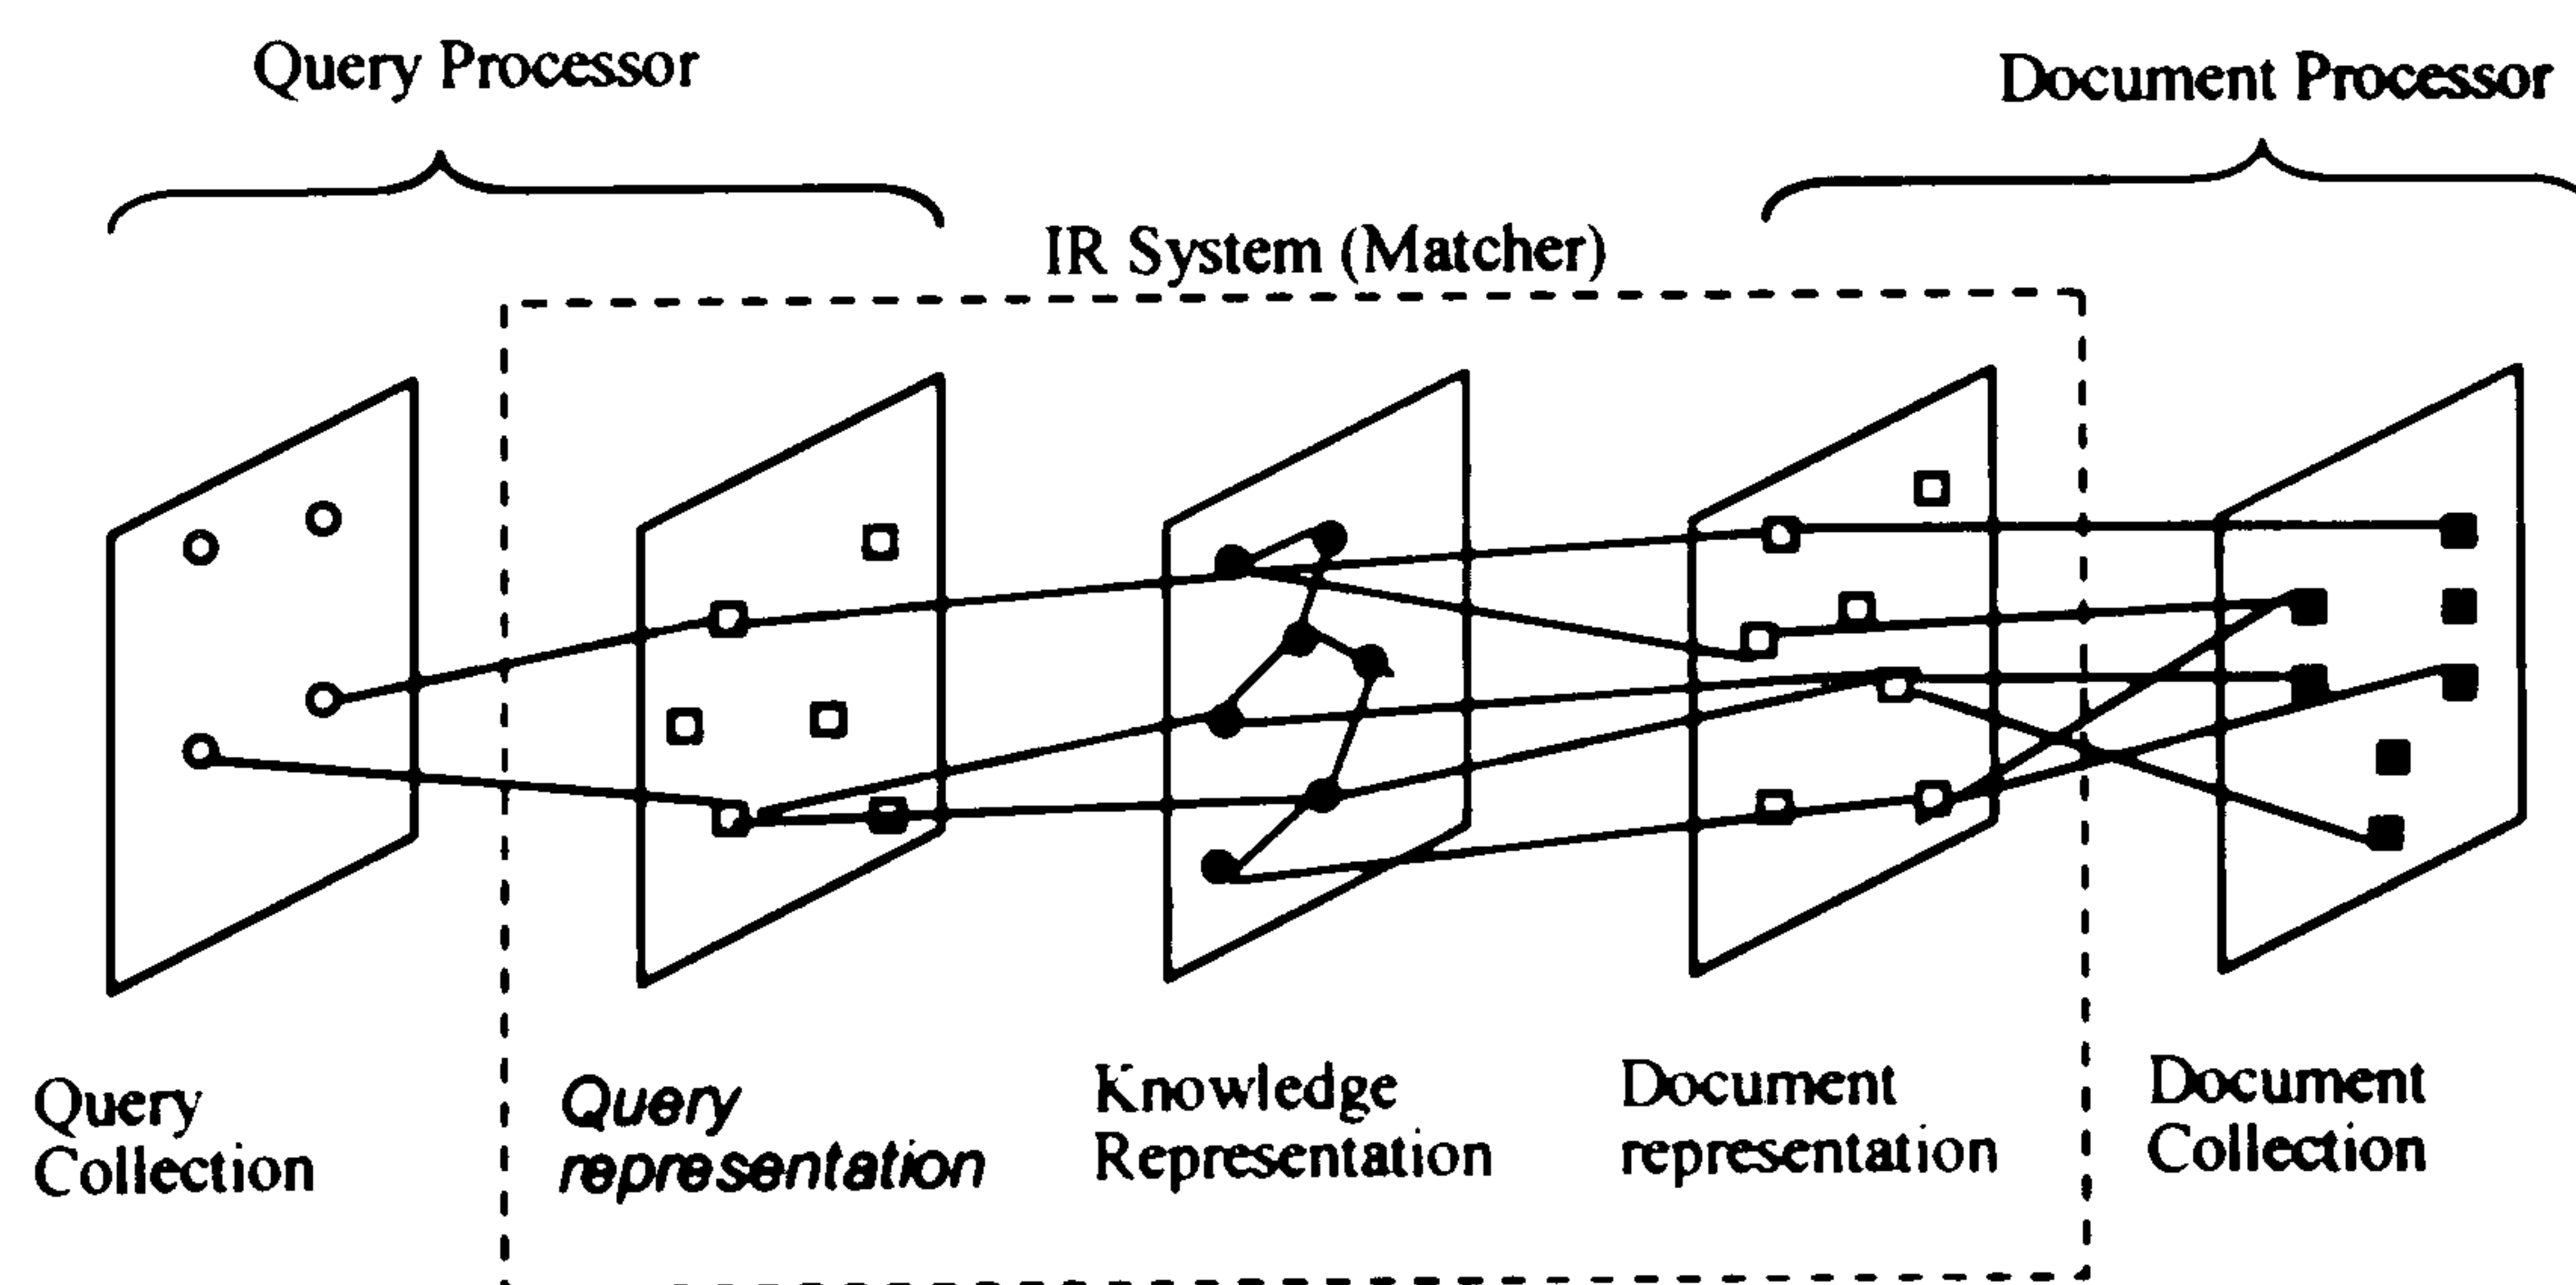 Query Processor
Document Processor
IR System (Matcher)
Query
Collection
Query
representation
Knowledge
Representation
Document
representation
Document
Collection